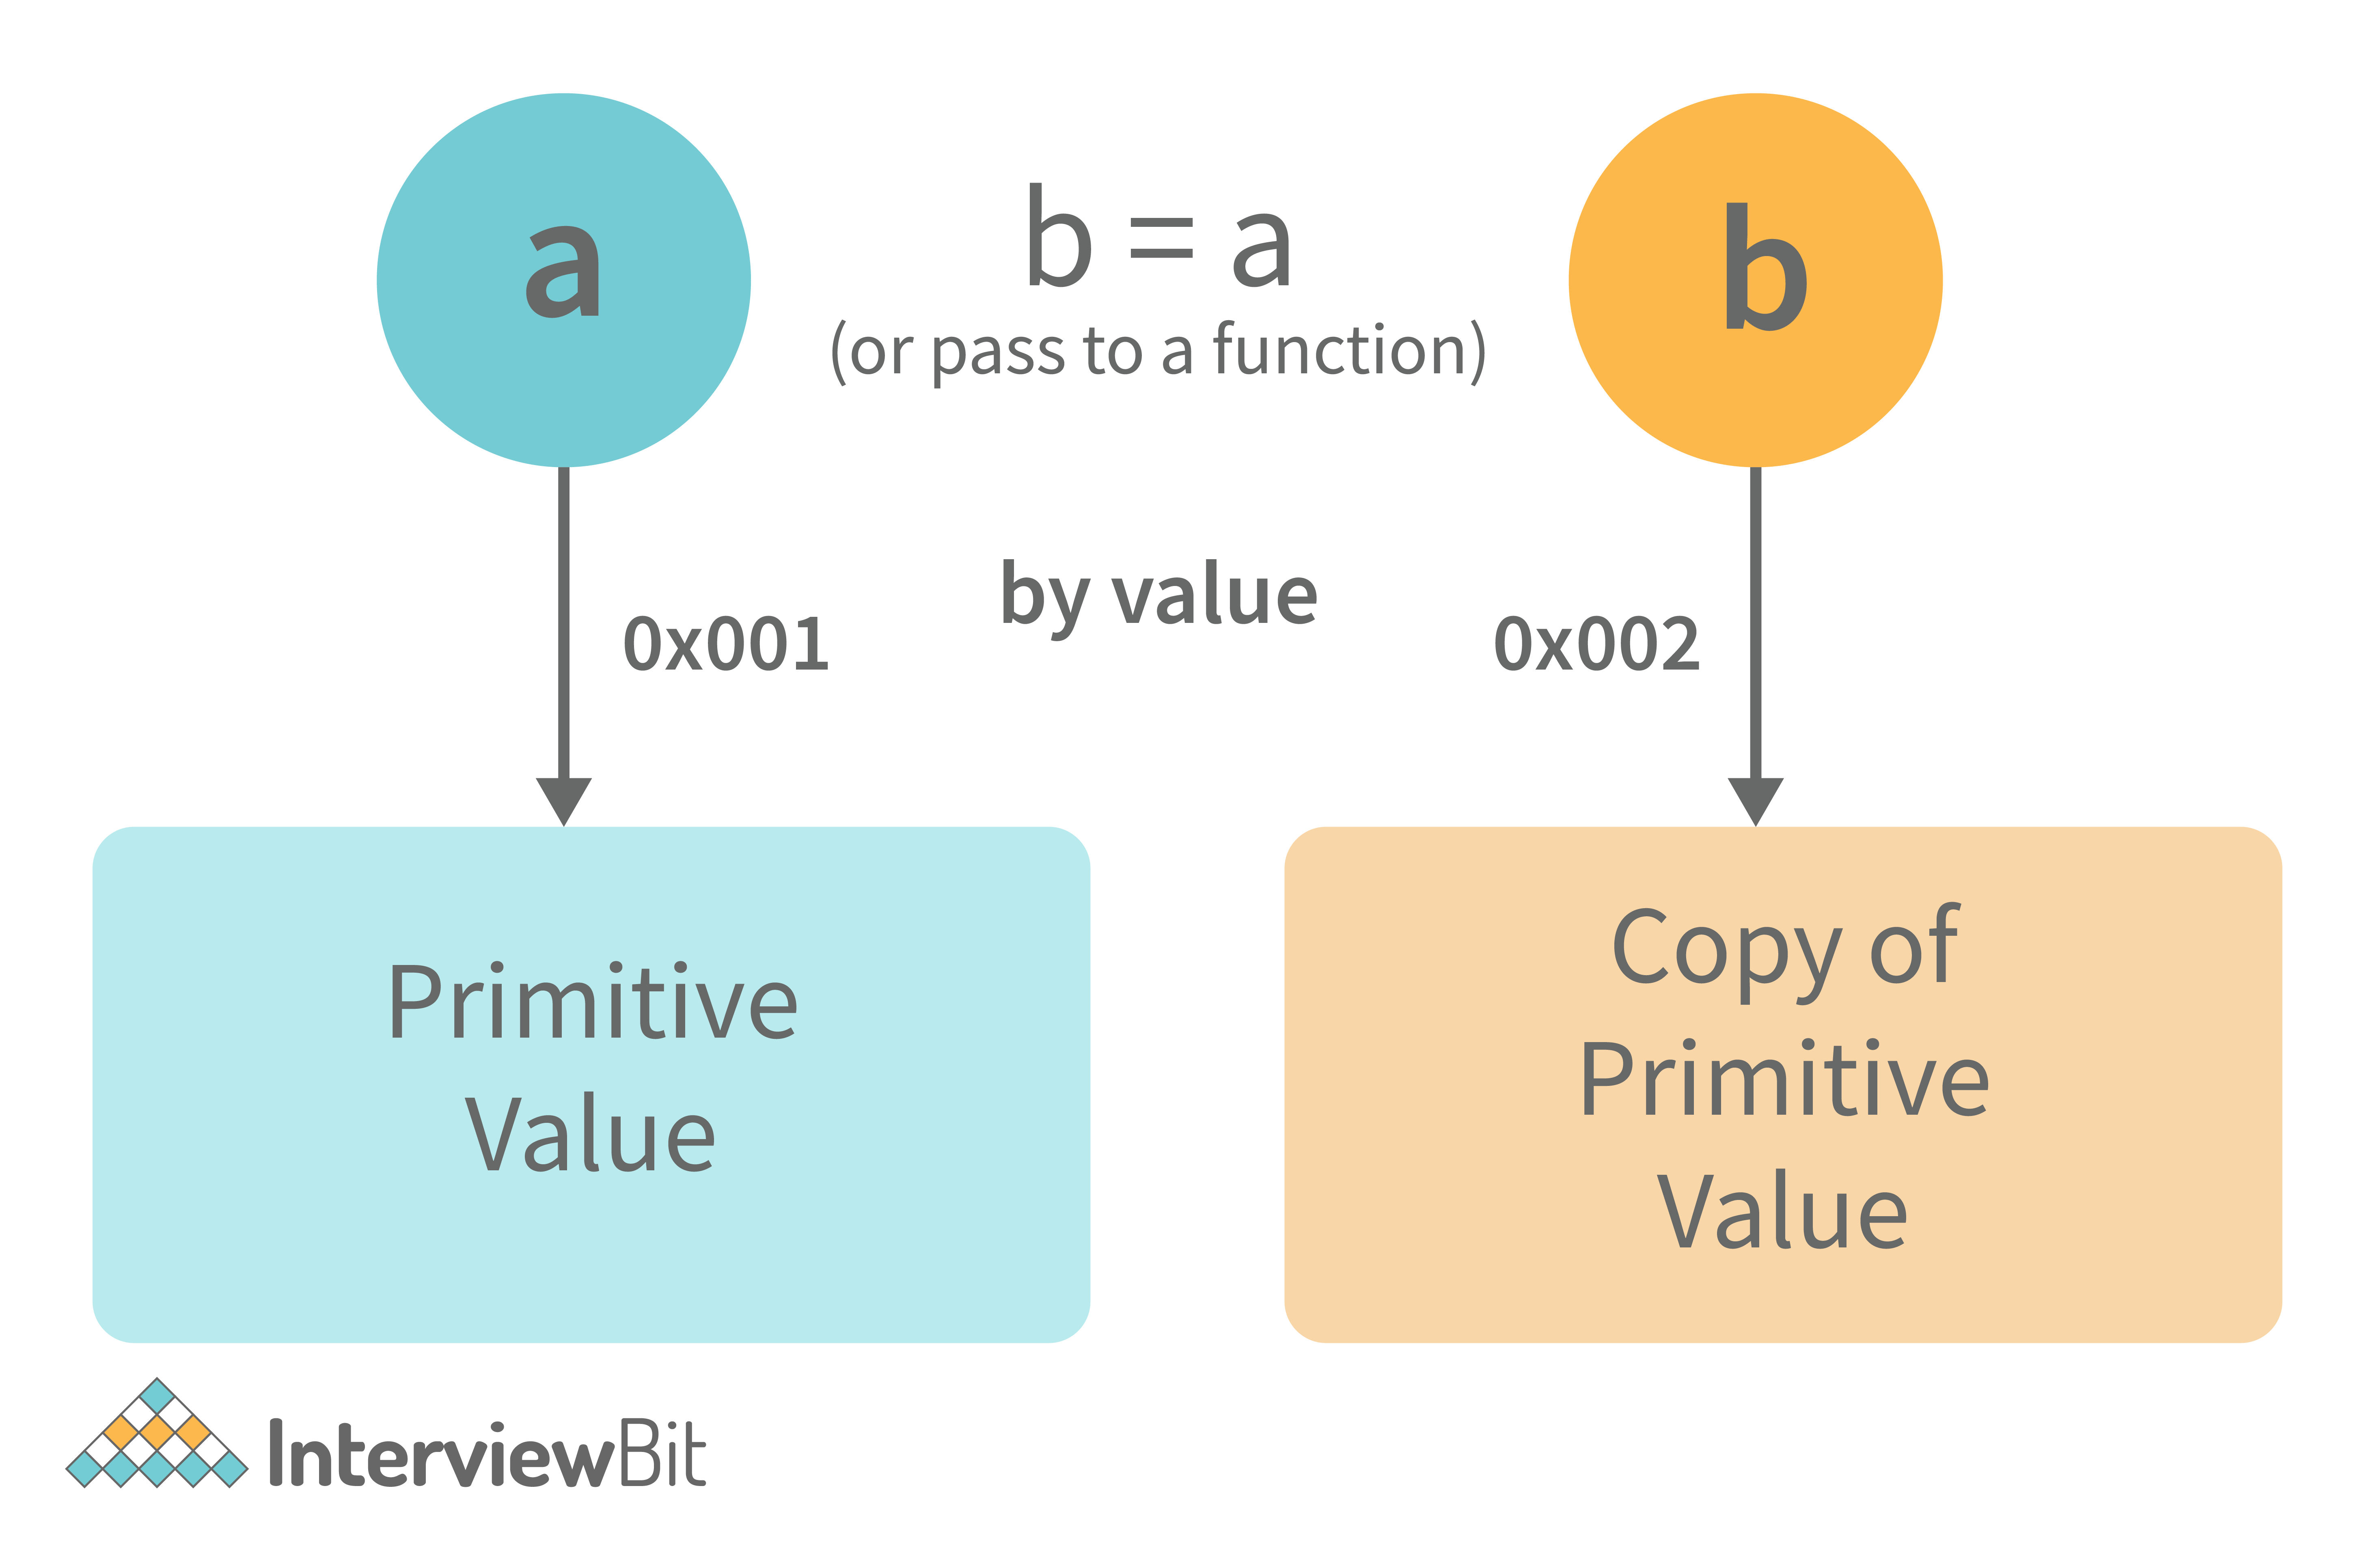 a
b = a
(or pass to a function)
b
by value
0x001
0x002
Primitive
Value
Copy of
Primitive
Value
InterviewBit